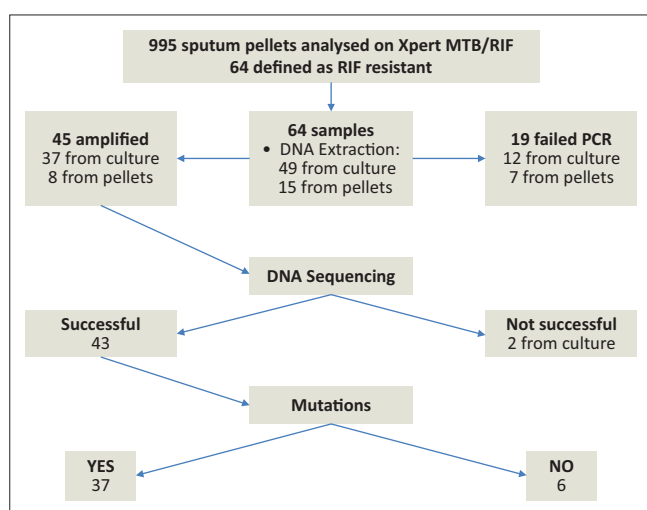 995 sputum pellets analysed on Xpert MTB/RIF
64 defined as RIF resistant
45 amplified
37 from culture
8 from pellets
64 samples
• DNA Extraction:
49 from culture
15 from pellets
19 failed PCR
12 from culture
7 from pellets
DNA Sequencing
Successful
43
Not successful
2 from culture
Mutations
YES
37
NO
6